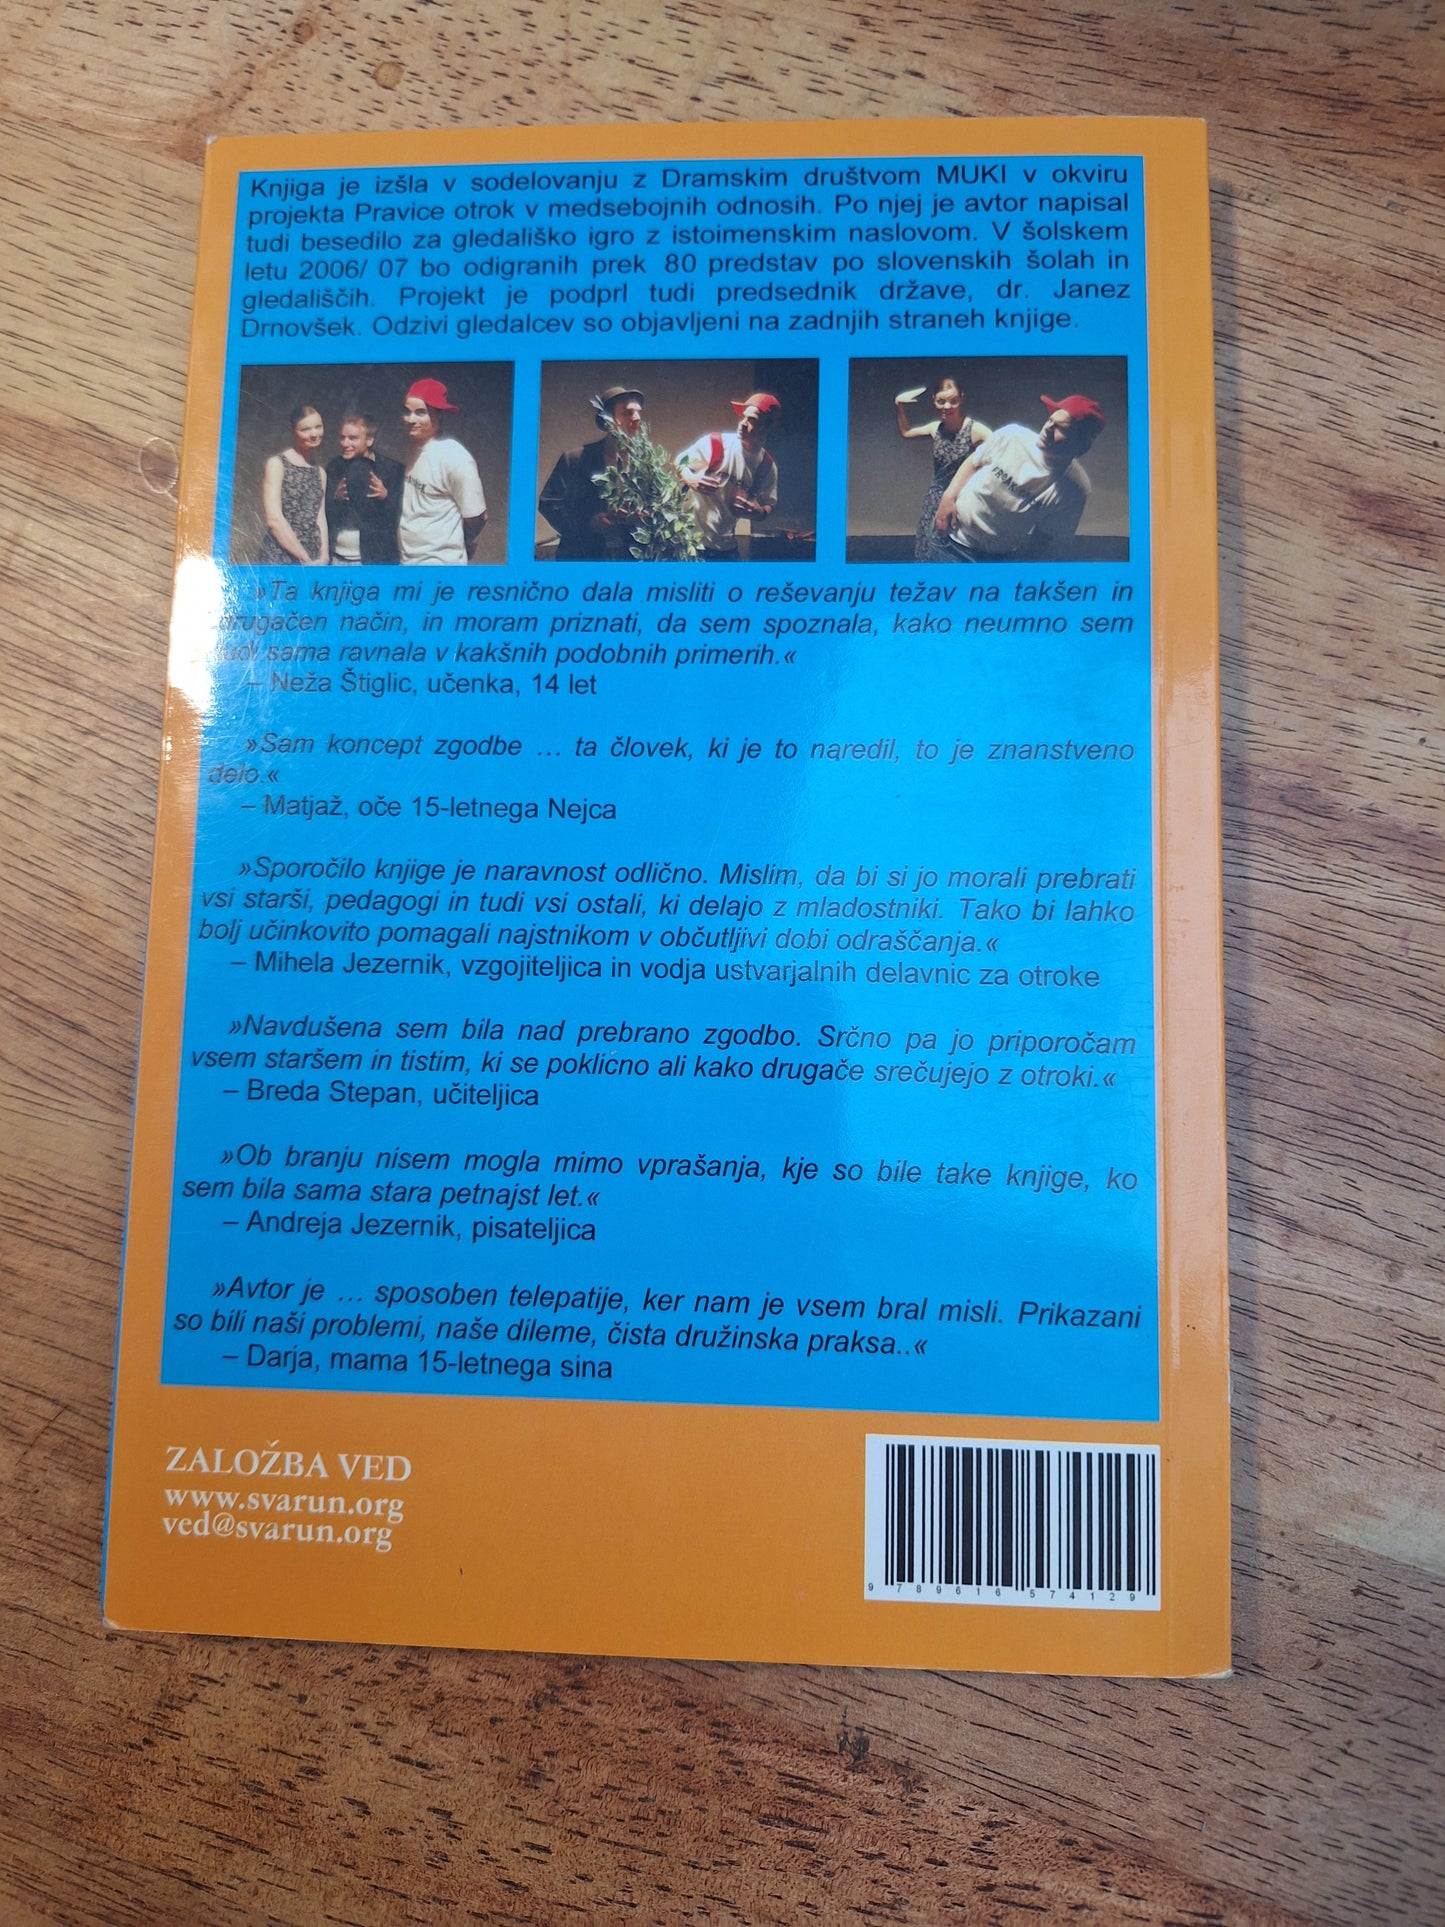 Knjiga je izšla v sodelovanju z Dramskim društvom MUKI v okviru
projekta Pravice otrok v medsebojnih odnosih. Po njej je avtor napisal
tudi besedilo za gledališko igro z istoimenskim naslovom. V šolskem
letu 2006/ 07 bo odigranih prek 80 predstav po slovenskih šolah in
gledališčih. Projekt je podprl tudi predsednik države, dr. Janez
Drnovšek. Odzivi gledalcev so objavljeni na zadnjih straneh knjige.
»Ta knjiga mi je resnično dala misliti o reševanju težav na takšen in
drugačen način, in moram priznati, da sem spoznala, kako neumno sem
tudi sama ravnala v kakšnih podobnih primerih.«
– Neža Štiglic, učenka, 14 let
»Sam koncept zgodbe … ta človek, ki je to naredil, to je znanstveno
delo.«
– Matjaž, oče 15-letnega Nejca
»Sporočilo knjige je naravnost odlično. Mislim, da bi si jo morali prebrati
vsi starši, pedagogi in tudi vsi ostali, ki delajo z mladostniki. Tako bi lahko
bolj učinkovito pomagali najstnikom v občutljivi dobi odraščanja.«
– Mihela Jezernik, vzgojiteljica in vodja ustvarjalnih delavnic za otroke
»Navdušena sem bila nad prebrano zgodbo. Srčno pa jo priporočam
vsem staršem in tistim, ki se poklicno ali kako drugače srečujejo z otroki.«
– Breda Stepan, učiteljica
»Ob branju nisem mogla mimo vprašanja, kje so bile take knjige, ko
sem bila sama stara petnajst let.«
– Andreja Jezernik, pisateljica
»Avtor je … sposoben telepatije, ker nam je vsem bral misli. Prikazani
so bili naši problemi, naše dileme, čista družinska praksa..«
– Darja, mama 15-letnega sina
ZALOŽBA VED
www.svarun.org
ved@svarun.org
9 789616 574129